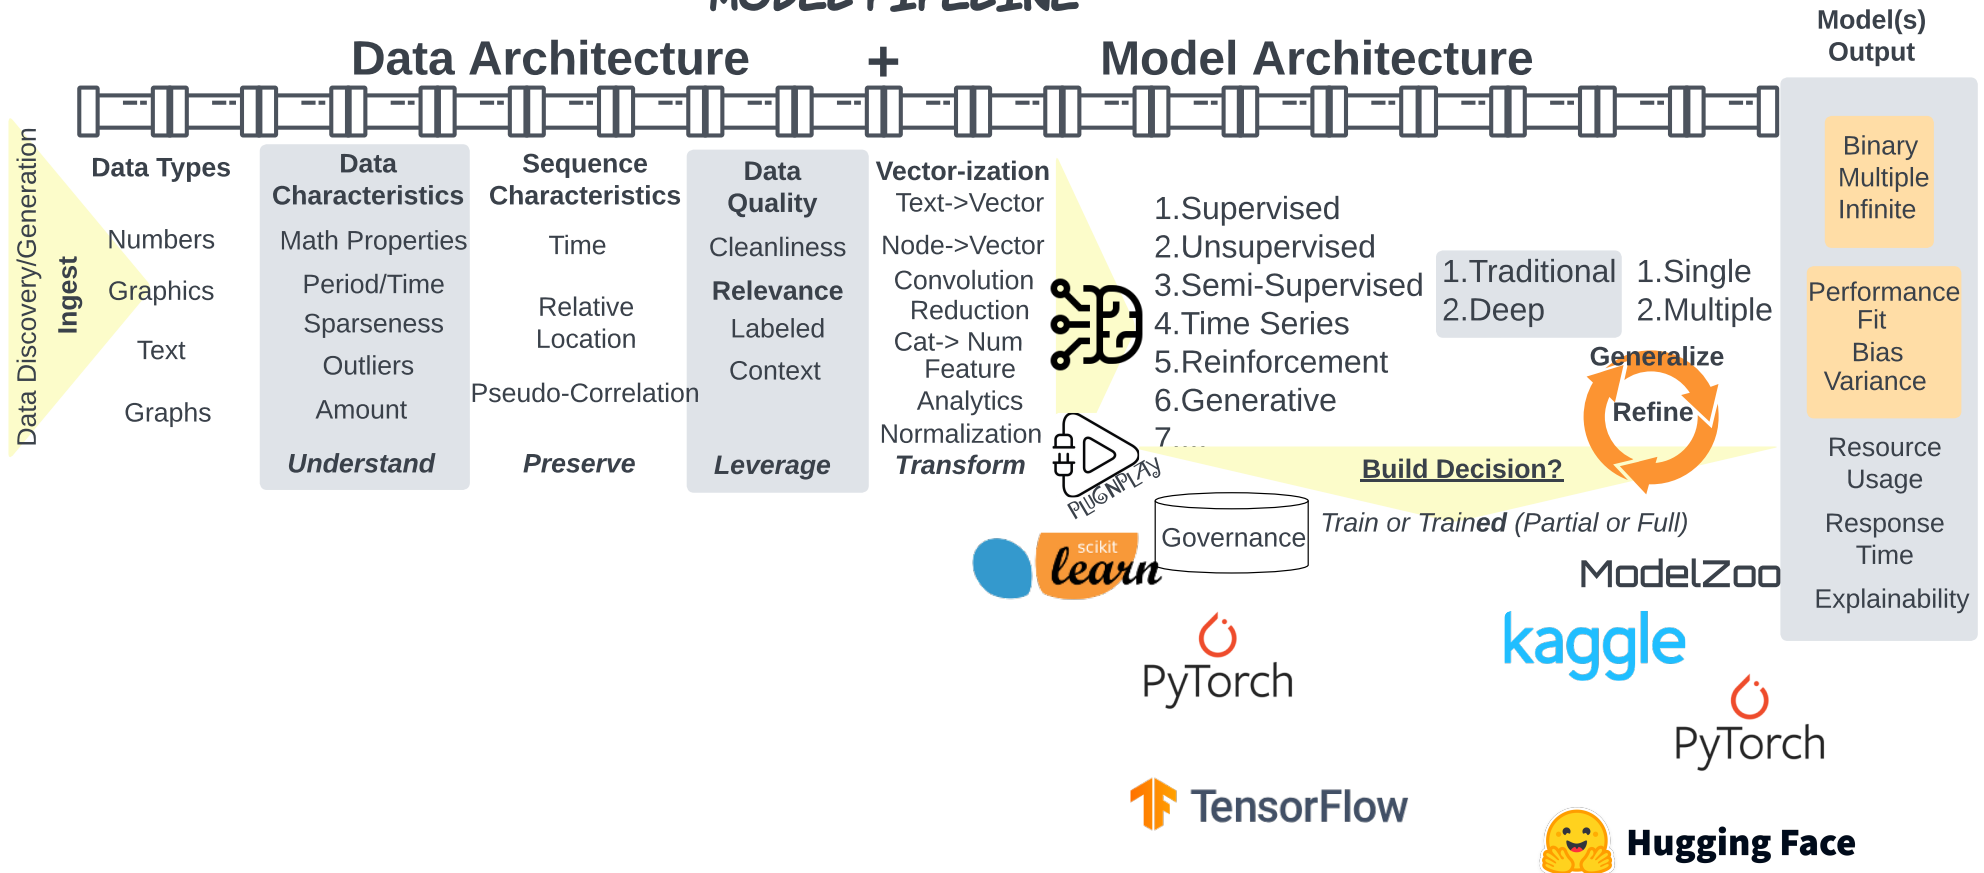 MODEL PIPELINE
Data Architecture + Model Architecture
Model(s)
Output
Data Discovery/Generation
Ingest
Data Types
Numbers
Graphics
Text
Graphs
Data
Characteristics
Math Properties
Period/Time
Sparseness
Outliers
Amount
Understand
Sequence
Characteristics
Time
Relative
Location
Pseudo-Correlation
Preserve
Data
Quality
Cleanliness
Relevance
Labeled
Context
Leverage
Vector-ization
Text->Vector
Node->Vector
Convolution
Reduction
Cat-> Num
Feature
Analytics
Normalization
Transform
PLUGNPLAY
1.Supervised
2.Unsupervised
3.Semi-Supervised
4.Time Series
5.Reinforcement
6.Generative
7....
1.Traditional
2.Deep
1.Single
2.Multiple
Generalize
Refine
Build Decision?
Train or Trained (Partial or Full)
Governance
scikit
learn
PyTorch
TensorFlow
ModelZoo
kaggle
PyTorch
Hugging Face
Binary
Multiple
Infinite
Performance
Fit
Bias
Variance
Resource
Usage
Response
Time
Explainability